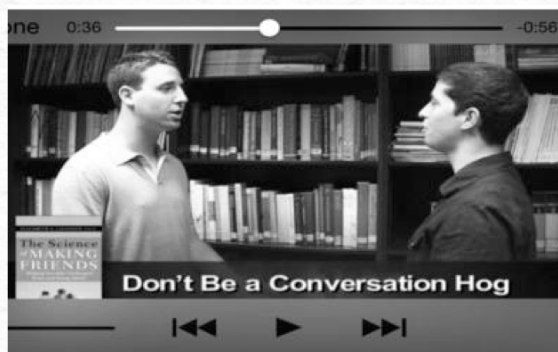 one 0:36 -0:56
The Science
of MAKING
FRIENDS
Don't Be a Conversation Hog